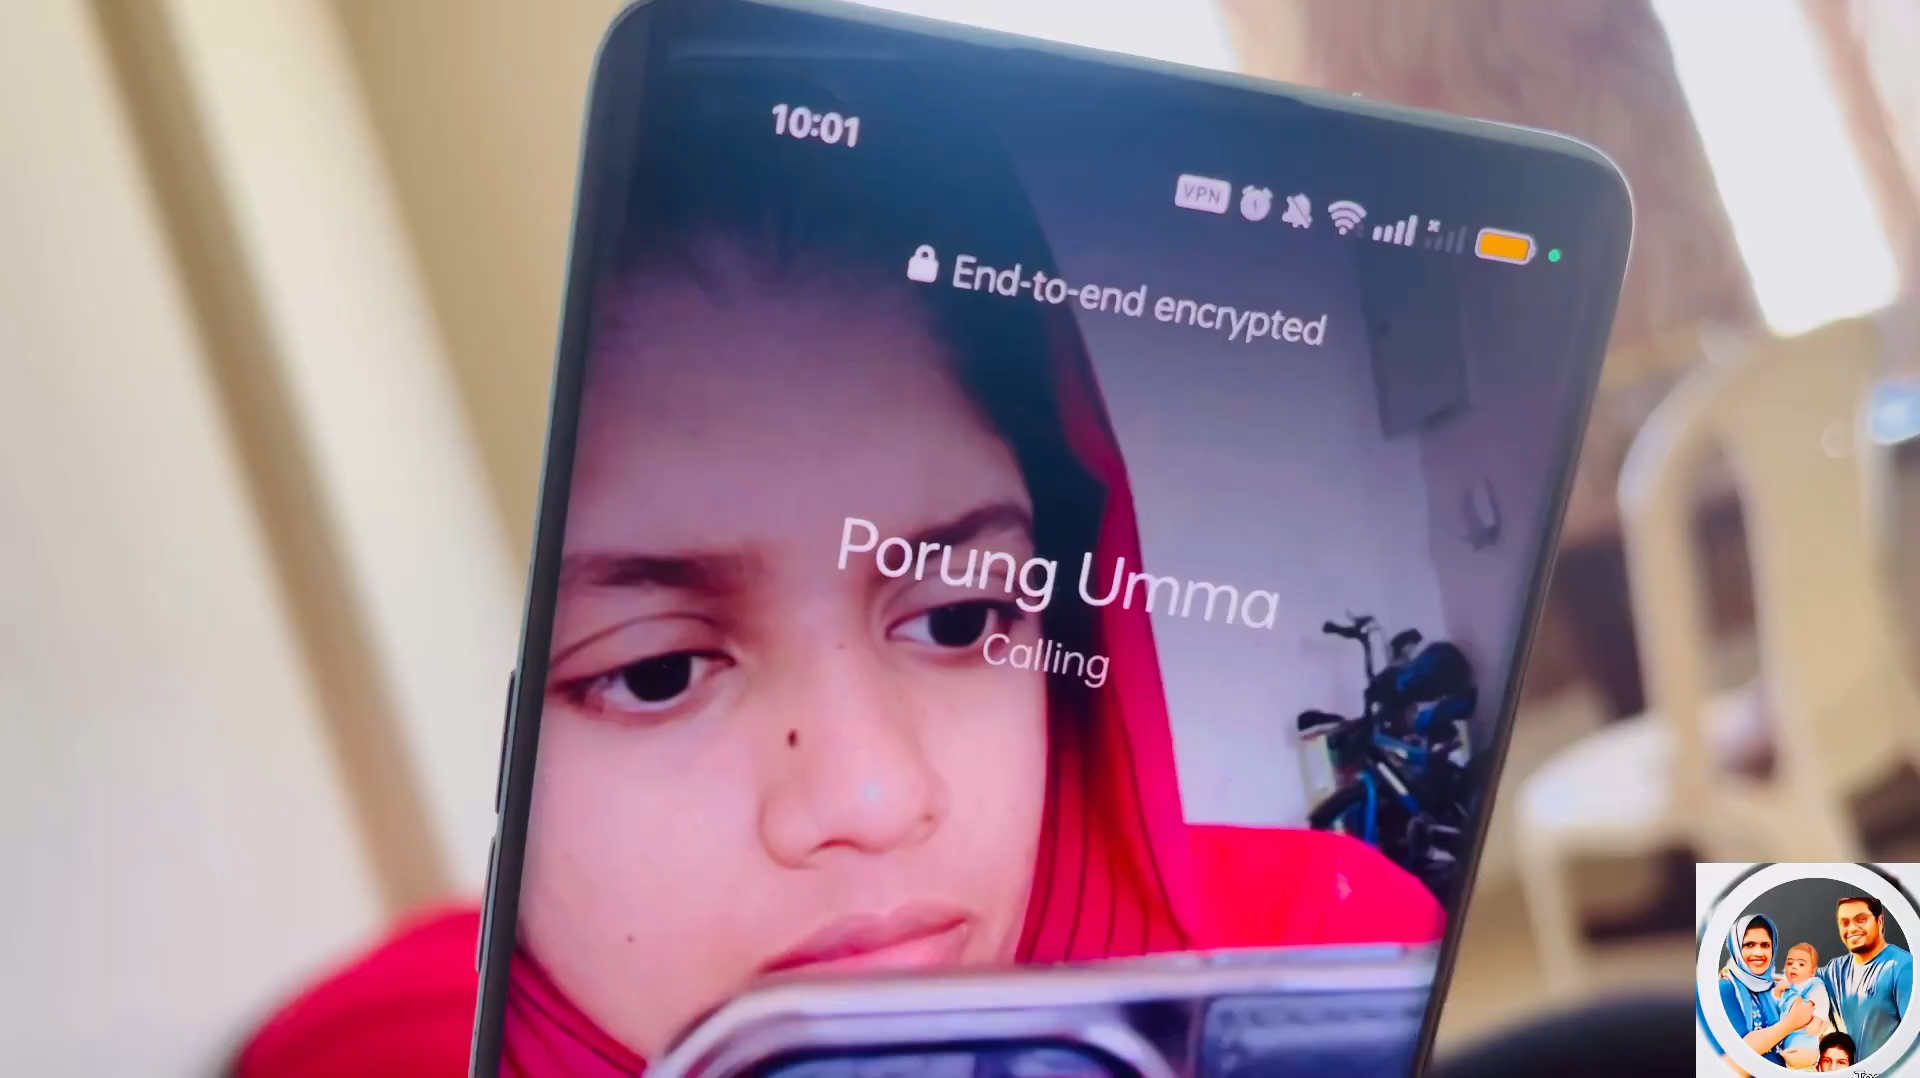 10:01
VPN
End-to-end encrypted
Porung Umma
Calling